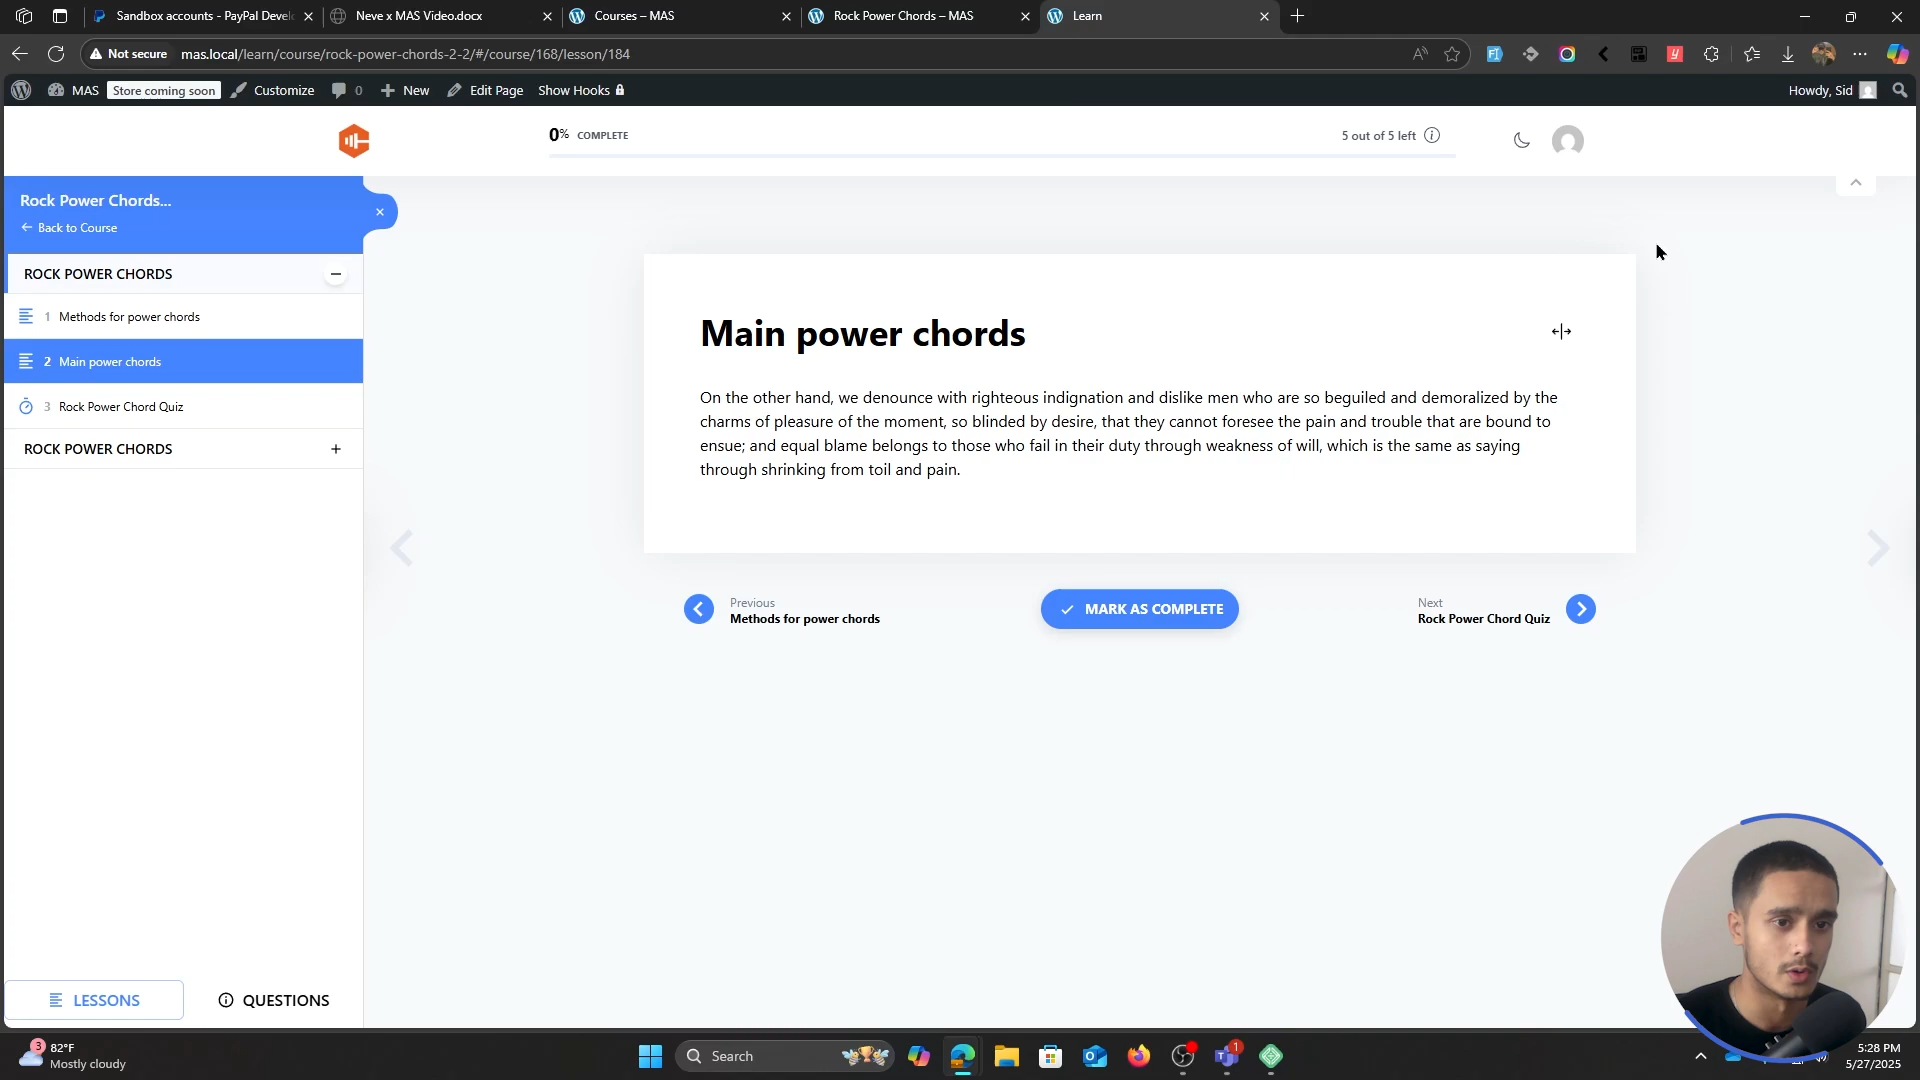 Sandbox accounts - PayPal Develo
Neve x MAS Video.docx
Courses – MAS
Rock Power Chords – MAS
Learn
Not secure
mas.local/learn/course/rock-power-chords-2-2/#/course/168/lesson/184
MAS
Store coming soon
Customize
0
New
Edit Page
Show Hooks
Howdy, Sid
0% COMPLETE
5 out of 5 left
Rock Power Chords...
Back to Course
ROCK POWER CHORDS
1 Methods for power chords
2 Main power chords
3 Rock Power Chord Quiz
ROCK POWER CHORDS
Main power chords
On the other hand, we denounce with righteous indignation and dislike men who are so beguiled and demoralized by the
charms of pleasure of the moment, so blinded by desire, that they cannot foresee the pain and trouble that are bound to
ensue; and equal blame belongs to those who fail in their duty through weakness of will, which is the same as saying
through shrinking from toil and pain.
Previous
Methods for power chords
MARK AS COMPLETE
Next
Rock Power Chord Quiz
LESSONS
QUESTIONS
3
82°F
Mostly cloudy
Search
1
5:28 PM
5/27/2025